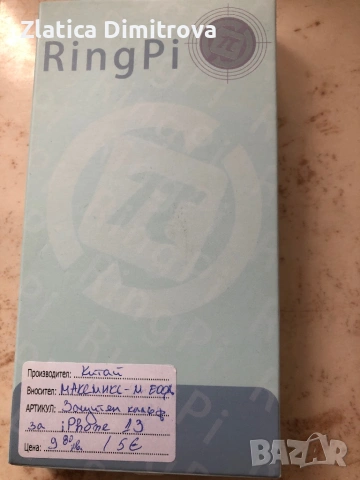 Zlatica Dimitrova
RingPi
Производител: Китай
Вносител: МАКСМИКС-М ЕООД
АРТИКУЛ: Защитен калъф
за iPhone 13
Цена: 9 80 лв / 5€
BAZAR